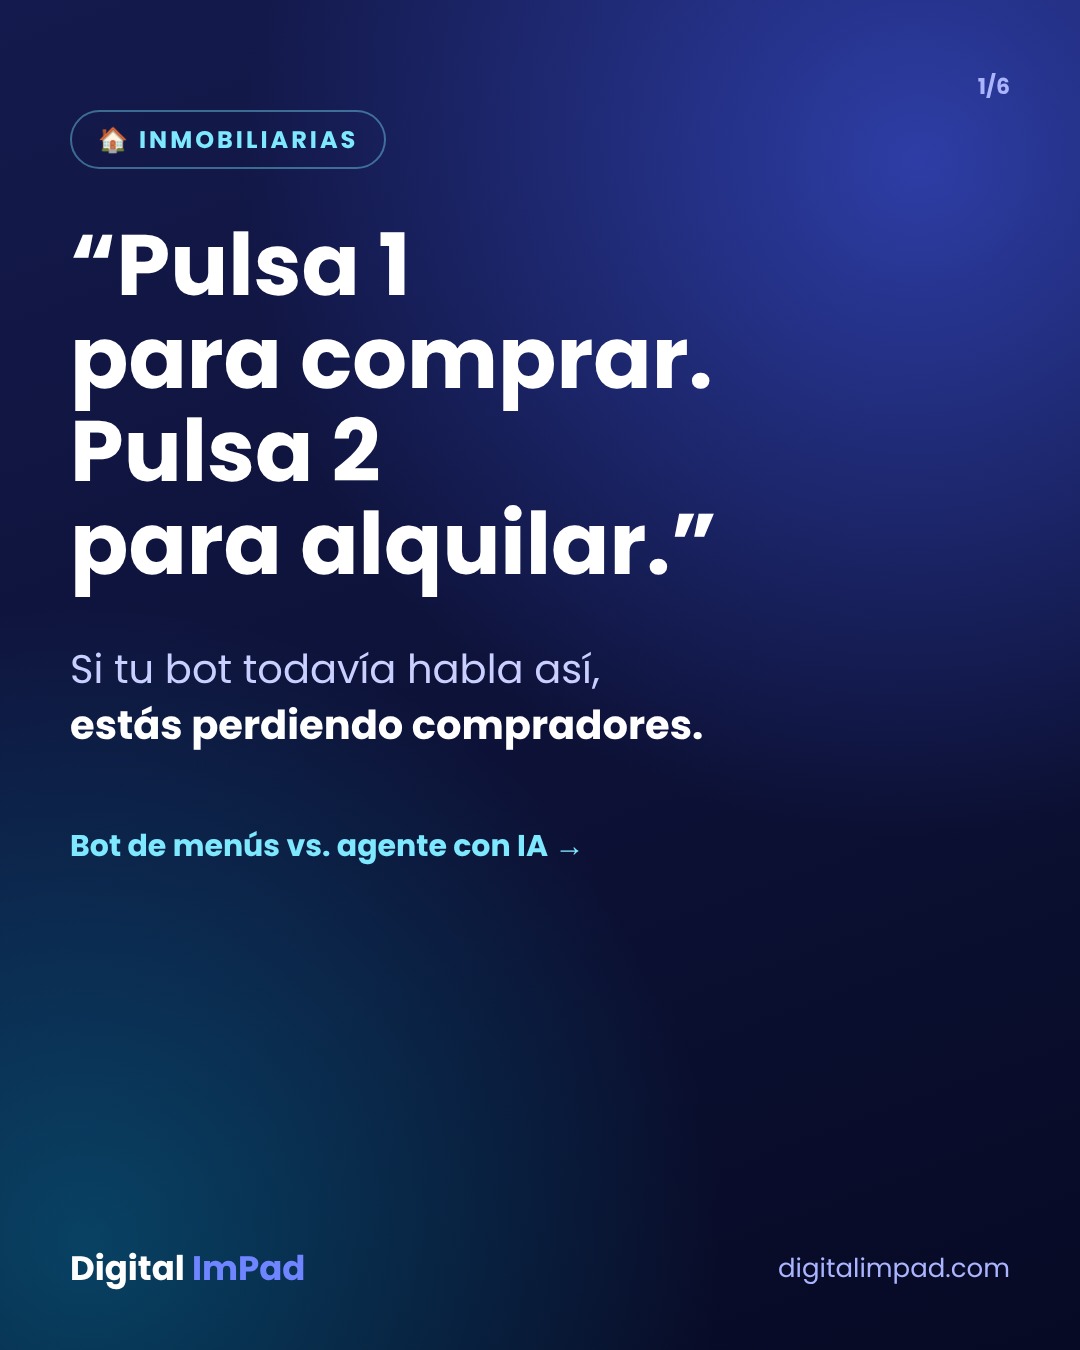 1/6
🏠 INMOBILIARIAS
“Pulsa 1
para comprar.
Pulsa 2
para alquilar.”
Si tu bot todavía habla así,
estás perdiendo compradores.
Bot de menús vs. agente con IA →
Digital ImPad
digitalimpad.com